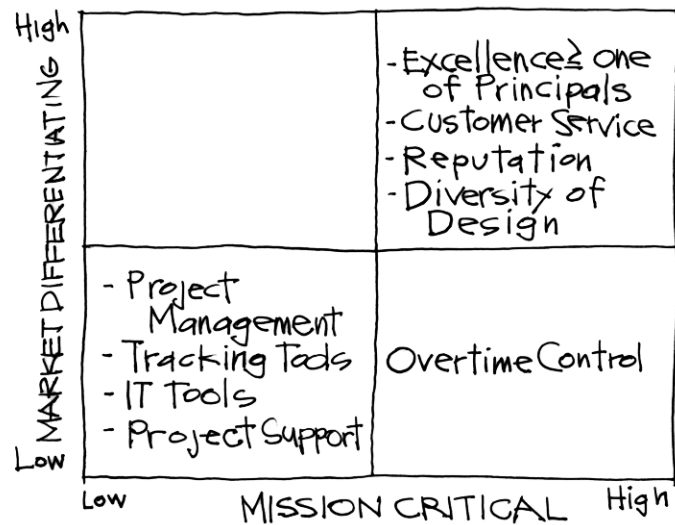 High
MARKET DIFFERENTIATING
Low
- Excellence ≥ one
of Principals
- Customer Service
- Reputation
- Diversity of
Design
- Project
Management
- Tracking Tools
- IT Tools
- Project Support
Overtime Control
Low
MISSION CRITICAL
High